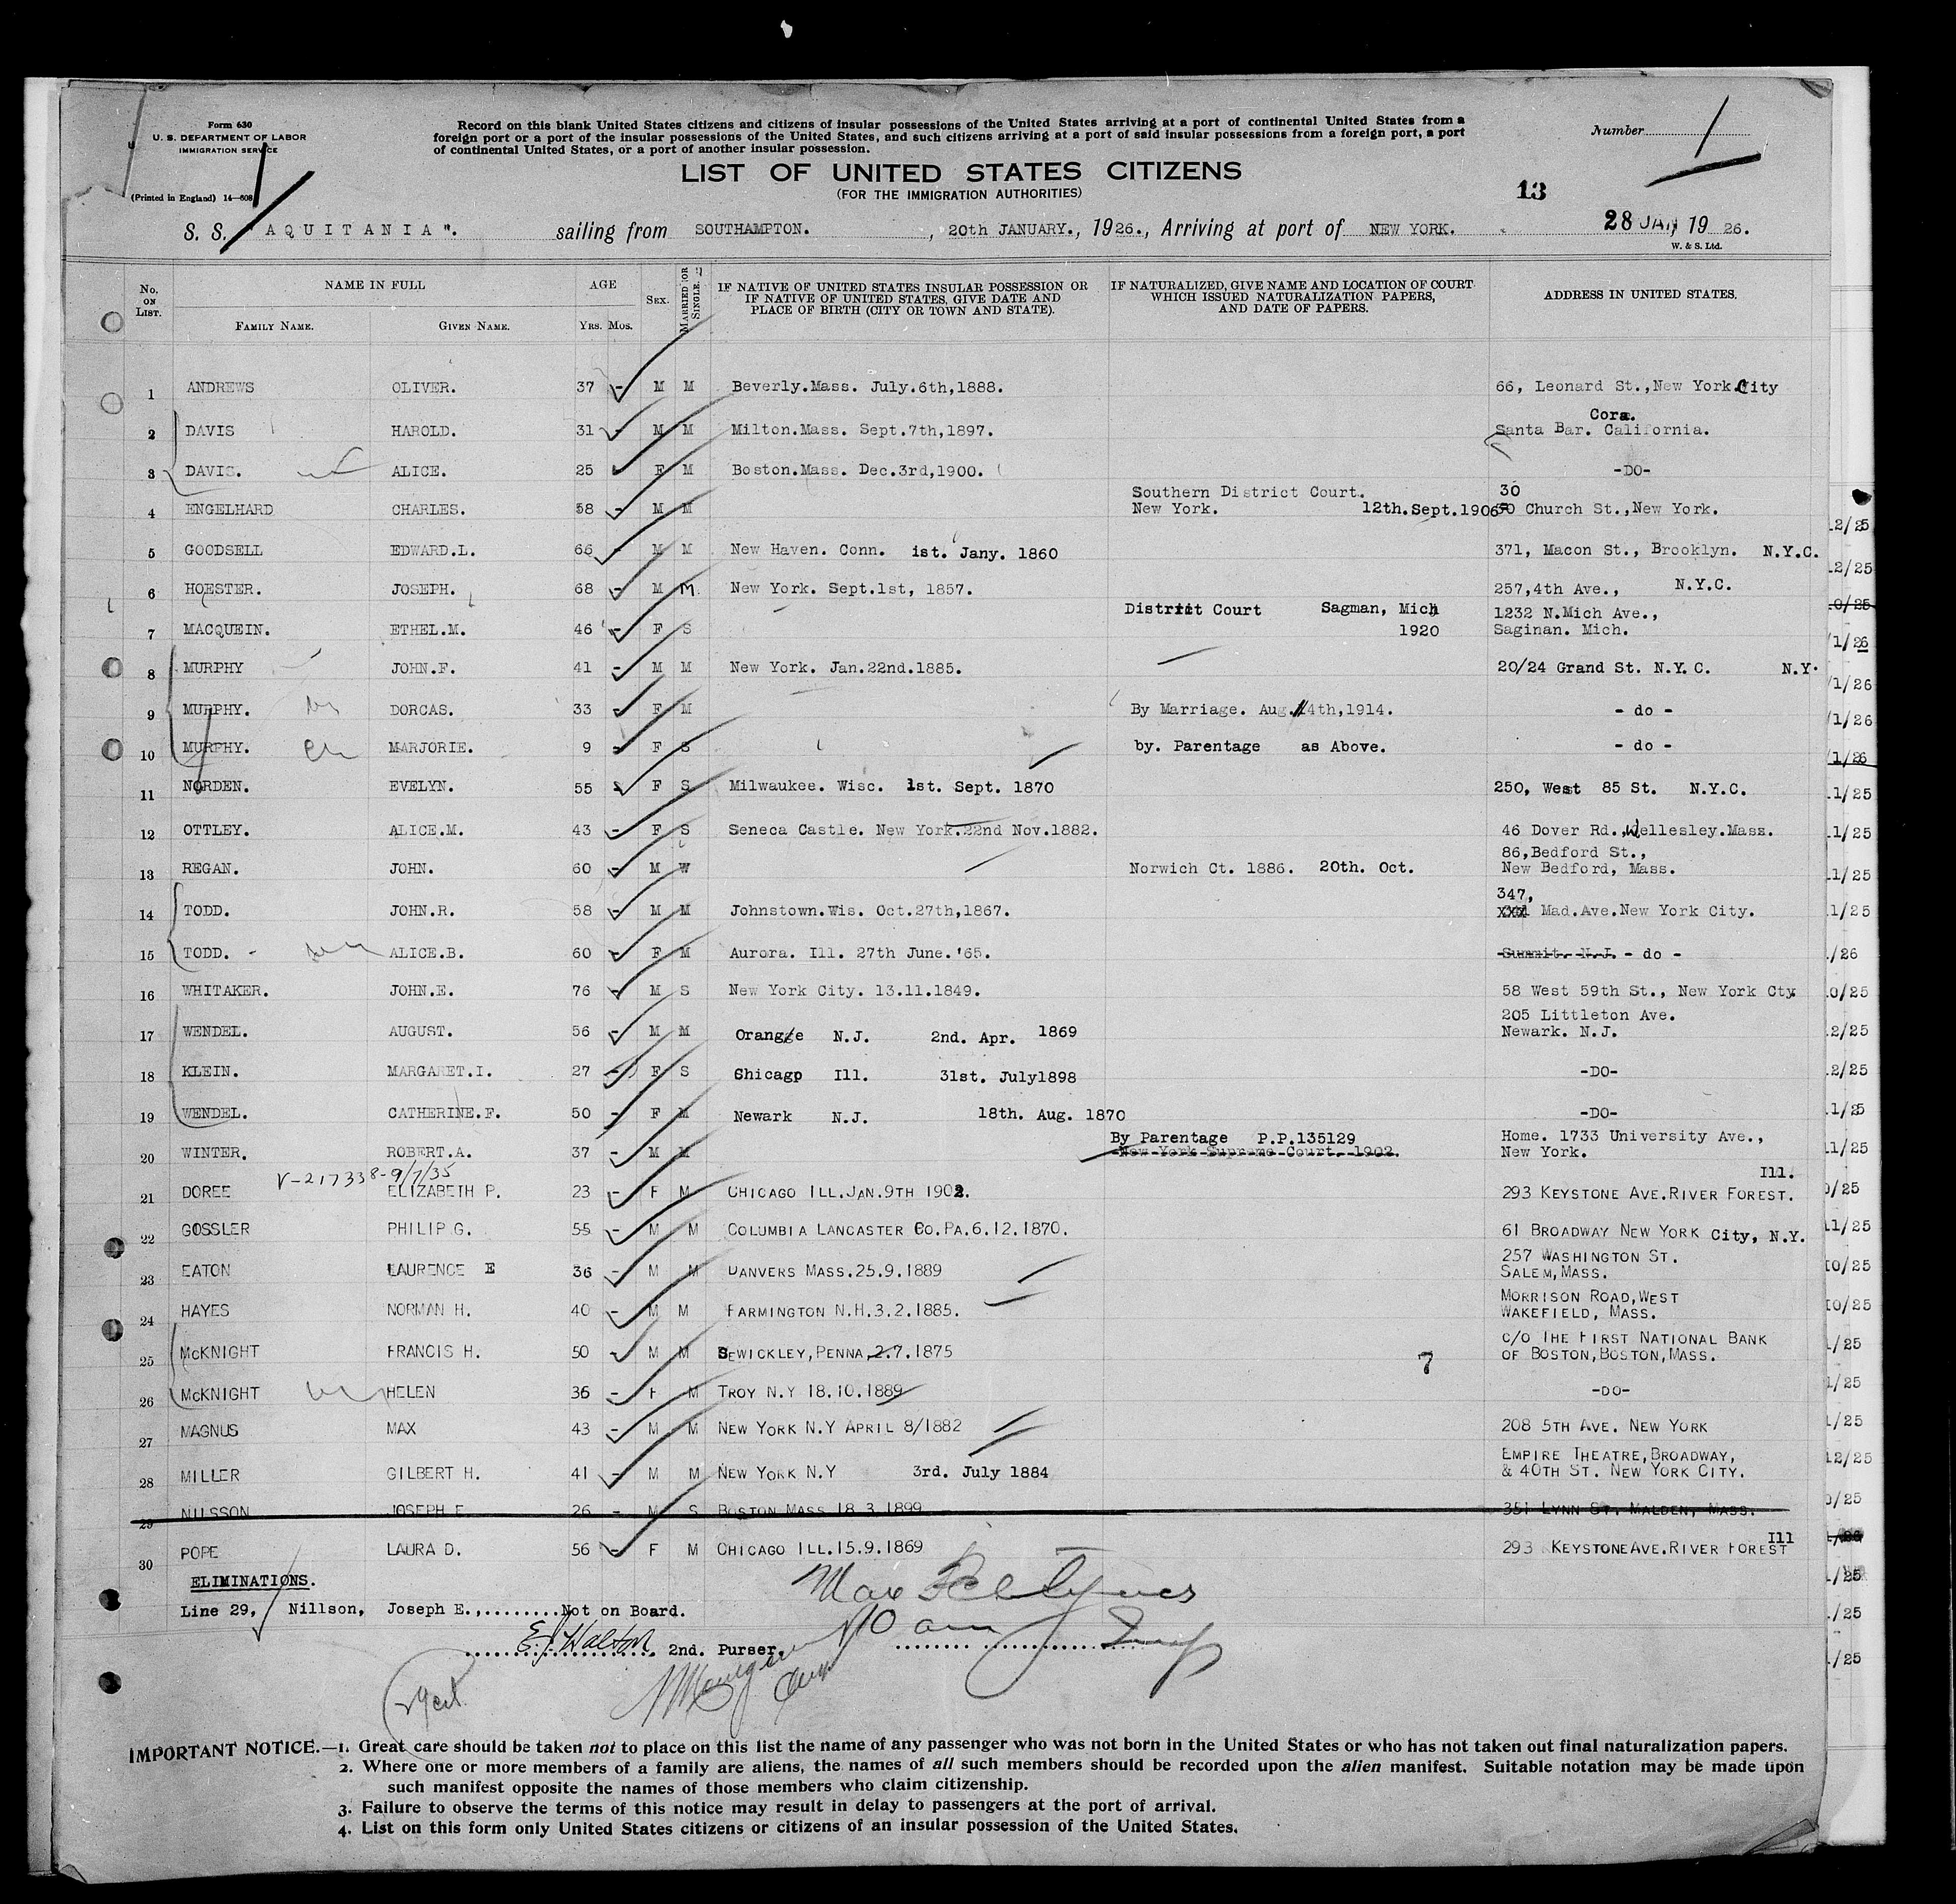 Form 630
U. S. DEPARTMENT OF LABOR
IMMIGRATION SERVICE
(Printed in England) 14—608
Record on this blank United States citizens and citizens of insular possessions of the United States arriving at a port of continental United States from a
foreign port or a port of the insular possessions of the United States, and such citizens arriving at a port of said insular possessions from a foreign port, a port
of continental United States, or a port of another insular possession.
Number 1
LIST OF UNITED STATES CITIZENS
(FOR THE IMMIGRATION AUTHORITIES)
13
S. S. "AQUITANIA". sailing from SOUTHAMPTON. , 20th JANUARY., 1926., Arriving at port of NEW YORK. 28 JAN 19 26.
W. & S. Ltd.
No. ON LIST. NAME IN FULL FAMILY NAME. GIVEN NAME. AGE YRS. MOS. SEX. MARRIED OR SINGLE. IF NATIVE OF UNITED STATES INSULAR POSSESSION OR IF NATIVE OF UNITED STATES, GIVE DATE AND PLACE OF BIRTH (CITY OR TOWN AND STATE). IF NATURALIZED, GIVE NAME AND LOCATION OF COURT WHICH ISSUED NATURALIZATION PAPERS, AND DATE OF PAPERS. ADDRESS IN UNITED STATES.
1 ANDREWS OLIVER. 37 - M M Beverly.Mass. July.6th,1888. 66, Leonard St.,New York.City
Cora.
2 DAVIS HAROLD. 31 - M M Milton.Mass. Sept.7th,1897. Santa Bar. California.
3 DAVIS. ALICE. 25 F M Boston.Mass. Dec.3rd,1900. -DO-
Southern District Court. 30
4 ENGELHARD CHARLES. 58 - M M New York. 12th.Sept.1906 30 Church St.,New York.
5 GOODSELL EDWARD.L. 66 - M M New Haven. Conn. ist. Jany. 1860 371, Macon St., Brooklyn. N.Y.C.
6 HOESTER. JOSEPH. 68 - M M. New York. Sept.1st, 1857. 257,4th Ave., N.Y.C.
District Court Sagman, Mich 1232 N.Mich Ave.,
7 MACQUEIN. ETHEL.M. 46 - F S 1920 Saginan. Mich.
8 MURPHY JOHN.F. 41 - M M New York. Jan.22nd.1885. 20/24 Grand St. N.Y.C. N.Y.
9 MURPHY. DORCAS. 33 - F M By Marriage. Aug.14th,1914. - do -
10 MURPHY. MARJORIE. 9 - F S by. Parentage as Above. - do -
11 NORDEN. EVELYN. 55 F S Milwaukee. Wisc. 1st. Sept. 1870 250, West 85 St. N.Y.C.
12 OTTLEY. ALICE.M. 43 - F S Seneca Castle. New York.22nd Nov.1882. 46 Dover Rd.,Wellesley.Mass.
86,Bedford St.,
13 REGAN. JOHN. 60 - M W Norwich Ct. 1886. 20th. Oct. New Bedford, Mass.
347,
14 TODD. JOHN.R. 58 - M M Johnstown.Wis. Oct.27th,1867. XXX Mad.Ave.New York City.
15 TODD. - ALICE.B. 60 - F M Aurora. Ill. 27th June.'65. Summit. N.J. - do -
16 WHITAKER. JOHN.E. 76 - M S New York City. 13.11.1849. 58 West 59th St., New York Cty
205 Littleton Ave.
17 WENDEL. AUGUST. 56 - M M Orange N.J. 2nd. Apr. 1869 Newark. N.J.
18 KLEIN. MARGARET.I. 27 - F S Chicago Ill. 31st. July1898 -DO-
19 WENDEL. CATHERINE.F. 50 - F M Newark N.J. 18th. Aug. 1870 -DO-
By Parentage P.P.135129 Home. 1733 University Ave.,
20 WINTER. ROBERT.A. 37 - M M New York Supreme Court. 1902. New York.
V-217338-9/7/35 Ill.
21 DOREE ELIZABETH P. 23 - F M CHICAGO ILL.JAN.9TH 1902. 293 KEYSTONE AVE.RIVER FOREST.
22 GOSSLER PHILIP G. 55 - M M COLUMBIA LANCASTER CO.PA.6.12.1870. 61 BROADWAY NEW YORK City, N.Y.
257 WASHINGTON ST.
23 EATON LAURENCE E 36 - M M DANVERS MASS.25.9.1889 SALEM,MASS.
MORRISON ROAD,WEST
24 HAYES NORMAN H. 40 - M M FARMINGTON N.H.3.2.1885. WAKEFIELD, MASS.
C/O THE FIRST NATIONAL BANK
25 McKNIGHT FRANCIS H. 50 - M M SEWICKLEY,PENNA,2.7.1875 7 OF BOSTON,BOSTON,MASS.
26 McKNIGHT HELEN 36 - F M TROY N.Y 18.10.1889 -DO-
27 MAGNUS MAX 43 - M M NEW YORK N.Y APRIL 8/1882 208 5TH AVE. NEW YORK
EMPIRE THEATRE,BROADWAY,
28 MILLER GILBERT H. 41 - M M NEW YORK N.Y 3rd. July 1884 & 40TH ST. NEW YORK CITY.
29 NILSSON JOSEPH E 26 - M S BOSTON MASS 18 3.1899 351 LYNN ST. MALDEN, MASS.
Ill
30 POPE LAURA D. 56 - F M CHICAGO ILL.15.9.1869 293 KEYSTONE AVE.RIVER FOREST
ELIMINATIONS.
Line 29, Nillson, Joseph E.,........Not on Board.
10 am
E.J. Walton 2nd. Purser. Insp
IMPORTANT NOTICE.—1. Great care should be taken not to place on this list the name of any passenger who was not born in the United States or who has not taken out final naturalization papers.
2. Where one or more members of a family are aliens, the names of all such members should be recorded upon the alien manifest. Suitable notation may be made upon
such manifest opposite the names of those members who claim citizenship.
3. Failure to observe the terms of this notice may result in delay to passengers at the port of arrival.
4. List on this form only United States citizens or citizens of an insular possession of the United States.